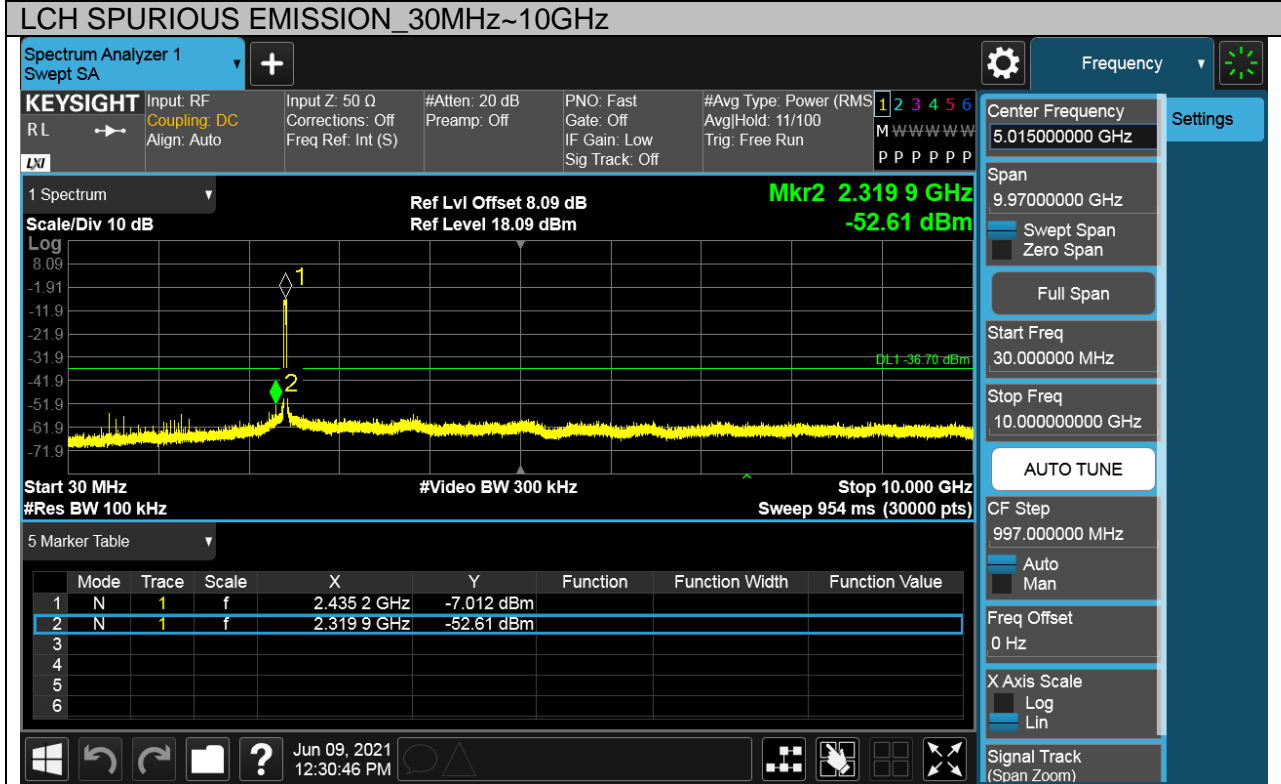 LCH SPURIOUS EMISSION_30MHz~10GHz
Spectrum Analyzer 1
Swept SA
+
Frequency
KEYSIGHT
RL
LXI
Input: RF
Coupling: DC
Align: Auto
Input Z: 50 Ω
Corrections: Off
Freq Ref: Int (S)
#Atten: 20 dB
Preamp: Off
PNO: Fast
Gate: Off
IF Gain: Low
Sig Track: Off
#Avg Type: Power (RMS
Avg|Hold: 11/100
Trig: Free Run
1 2 3 4 5 6
M W W W W W
P P P P P P
1 Spectrum
Scale/Div 10 dB
Ref Lvl Offset 8.09 dB
Ref Level 18.09 dBm
Mkr2 2.319 9 GHz
-52.61 dBm
Log
8.09
-1.91
-11.9
-21.9
-31.9
-41.9
-51.9
-61.9
-71.9
1
2
DL1 -36.70 dBm
Start 30 MHz
#Video BW 300 kHz
Stop 10.000 GHz
#Res BW 100 kHz
Sweep 954 ms (30000 pts)
5 Marker Table
Mode Trace Scale X Y Function Function Width Function Value
1 N 1 f 2.435 2 GHz -7.012 dBm
2 N 1 f 2.319 9 GHz -52.61 dBm
3
4
5
6
?
Jun 09, 2021
12:30:46 PM
Center Frequency
5.015000000 GHz
Settings
Span
9.97000000 GHz
Swept Span
Zero Span
Full Span
Start Freq
30.000000 MHz
Stop Freq
10.000000000 GHz
AUTO TUNE
CF Step
997.000000 MHz
Auto
Man
Freq Offset
0 Hz
X Axis Scale
Log
Lin
Signal Track
(Span Zoom)